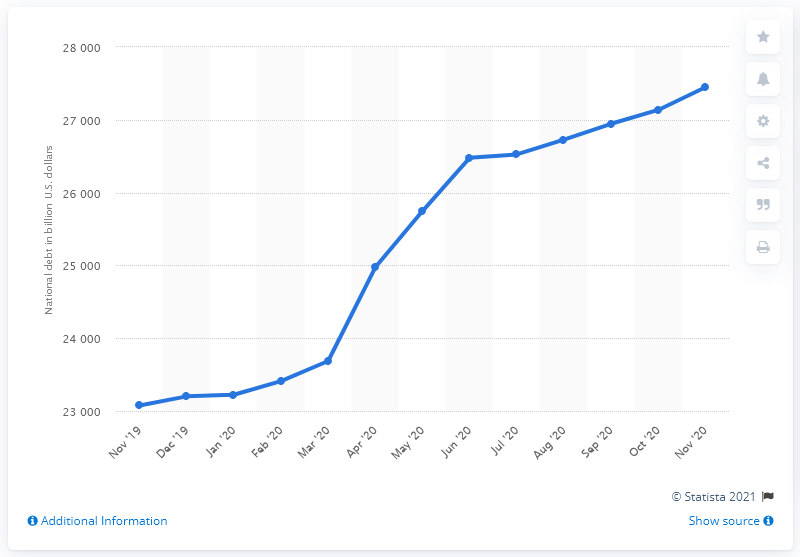 National debt in billion U.S. dollars
28 000
27 000
26 000
25 000
24 000
23 000
Nov '19
Dec '19
Jan '20
Feb '20
Mar '20
Apr '20
May '20
Jun '20
Jul '20
Aug '20
Sep '20
Oct '20
Nov '20
© Statista 2021
Additional Information
Show source